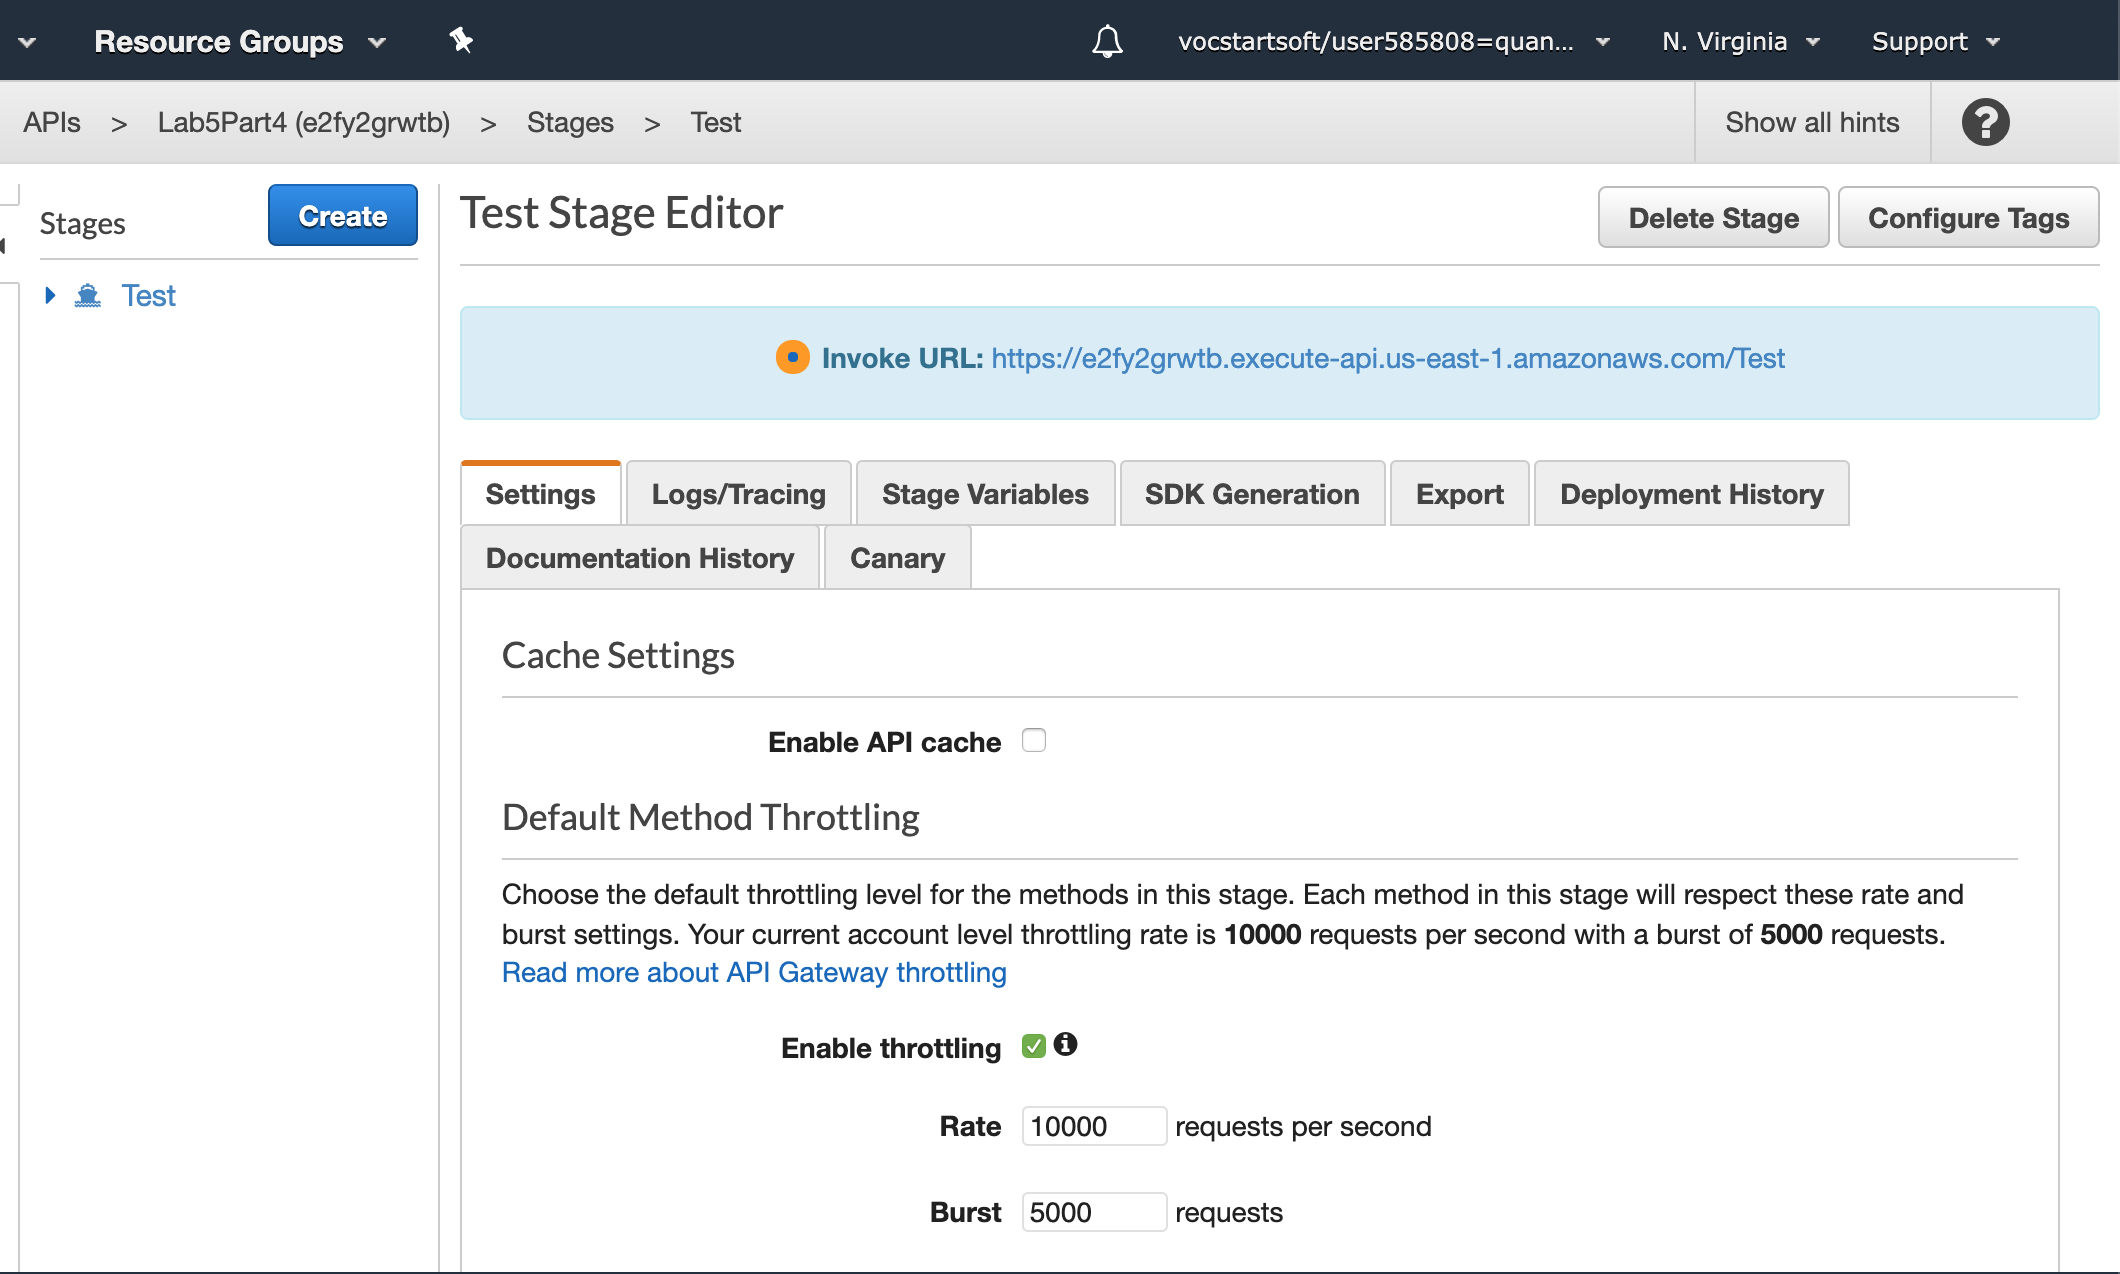 Resource Groups vocstartsoft/user585808=quan... N. Virginia Support
APIs > Lab5Part4 (e2fy2grwtb) > Stages > Test Show all hints ?
Stages Create
Test
Test Stage Editor Delete Stage Configure Tags
Invoke URL: https://e2fy2grwtb.execute-api.us-east-1.amazonaws.com/Test
Settings Logs/Tracing Stage Variables SDK Generation Export Deployment History
Documentation History Canary
Cache Settings
Enable API cache
Default Method Throttling
Choose the default throttling level for the methods in this stage. Each method in this stage will respect these rate and
burst settings. Your current account level throttling rate is 10000 requests per second with a burst of 5000 requests.
Read more about API Gateway throttling
Enable throttling
Rate 10000 requests per second
Burst 5000 requests